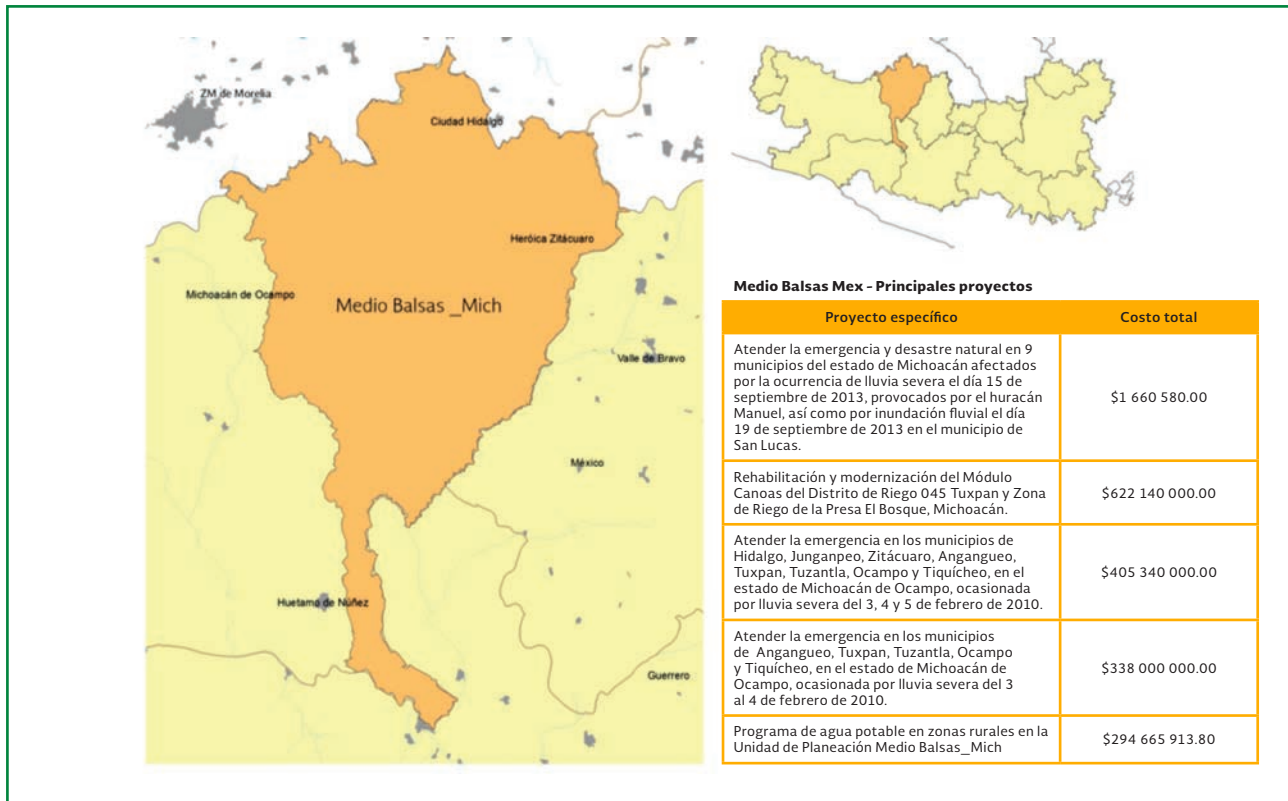 ZM de Morelia
Ciudad Hidalgo
Heróica Zitácuaro
Michoacán de Ocampo
Medio Balsas _Mich
Valle de Bravo
México
Huetamo de Núñez
Guerrero
Medio Balsas Mex - Principales proyectos
Proyecto específico
Costo total
Atender la emergencia y desastre natural en 9
municipios del estado de Michoacán afectados
por la ocurrencia de lluvia severa el día 15 de
septiembre de 2013, provocados por el huracán
Manuel, así como por inundación fluvial el día
19 de septiembre de 2013 en el municipio de
San Lucas.
$1 660 580.00
Rehabilitación y modernización del Módulo
Canoas del Distrito de Riego 045 Tuxpan y Zona
de Riego de la Presa El Bosque, Michoacán.
$622 140 000.00
Atender la emergencia en los municipios de
Hidalgo, Junganpeo, Zitácuaro, Angangueo,
Tuxpan, Tuzantla, Ocampo y Tiquícheo, en el
estado de Michoacán de Ocampo, ocasionada
por lluvia severa del 3, 4 y 5 de febrero de 2010.
$405 340 000.00
Atender la emergencia en los municipios
de Angangueo, Tuxpan, Tuzantla, Ocampo
y Tiquícheo, en el estado de Michoacán de
Ocampo, ocasionada por lluvia severa del 3
al 4 de febrero de 2010.
$338 000 000.00
Programa de agua potable en zonas rurales en la
Unidad de Planeación Medio Balsas_Mich
$294 665 913.80